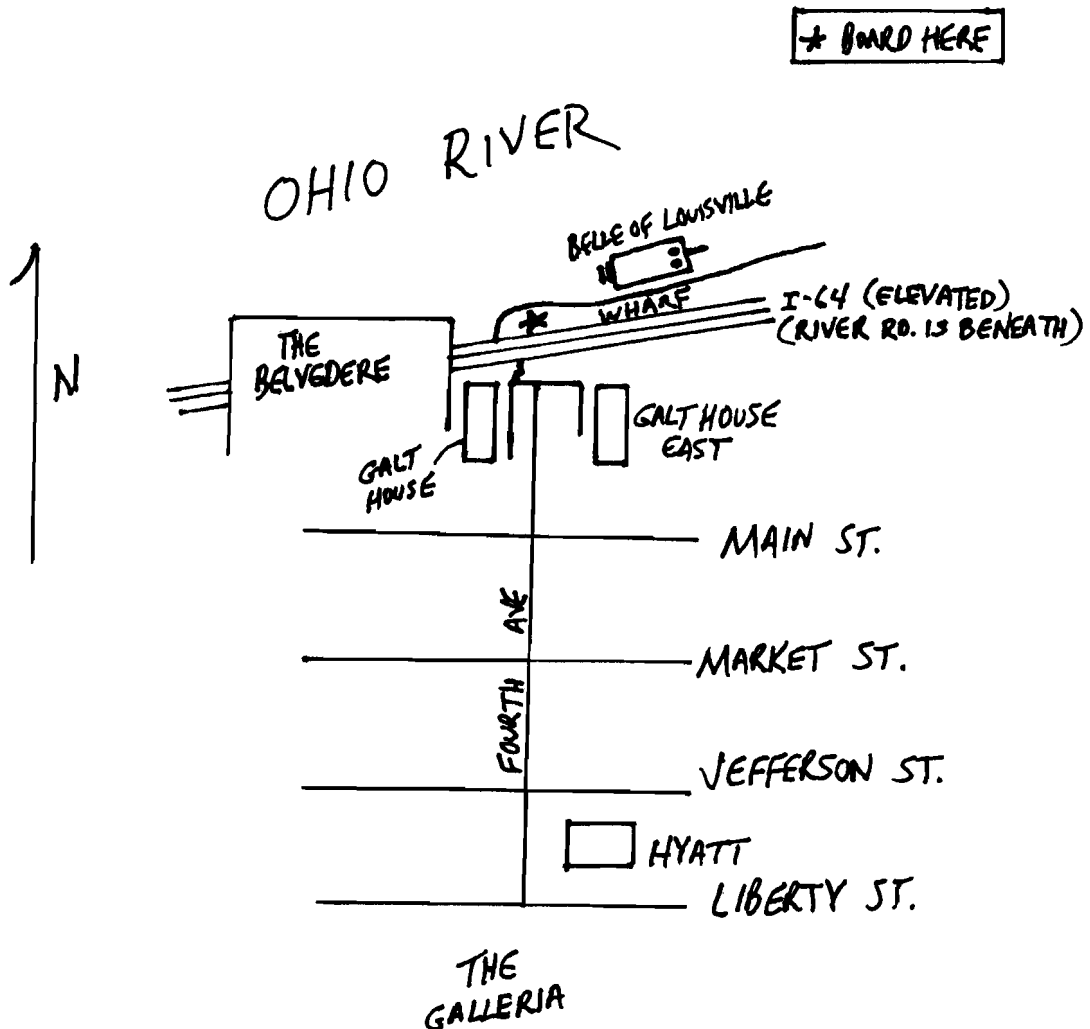 * BOARD HERE
OHIO RIVER
BELLE OF LOUISVILLE
WHARF
*
I-64 (ELEVATED)
(RIVER RD. IS BENEATH)
THE
BELVEDERE
N
GALT HOUSE
EAST
GALT
HOUSE
MAIN ST.
FOURTH AVE
MARKET ST.
JEFFERSON ST.
HYATT
LIBERTY ST.
THE
GALLERIA